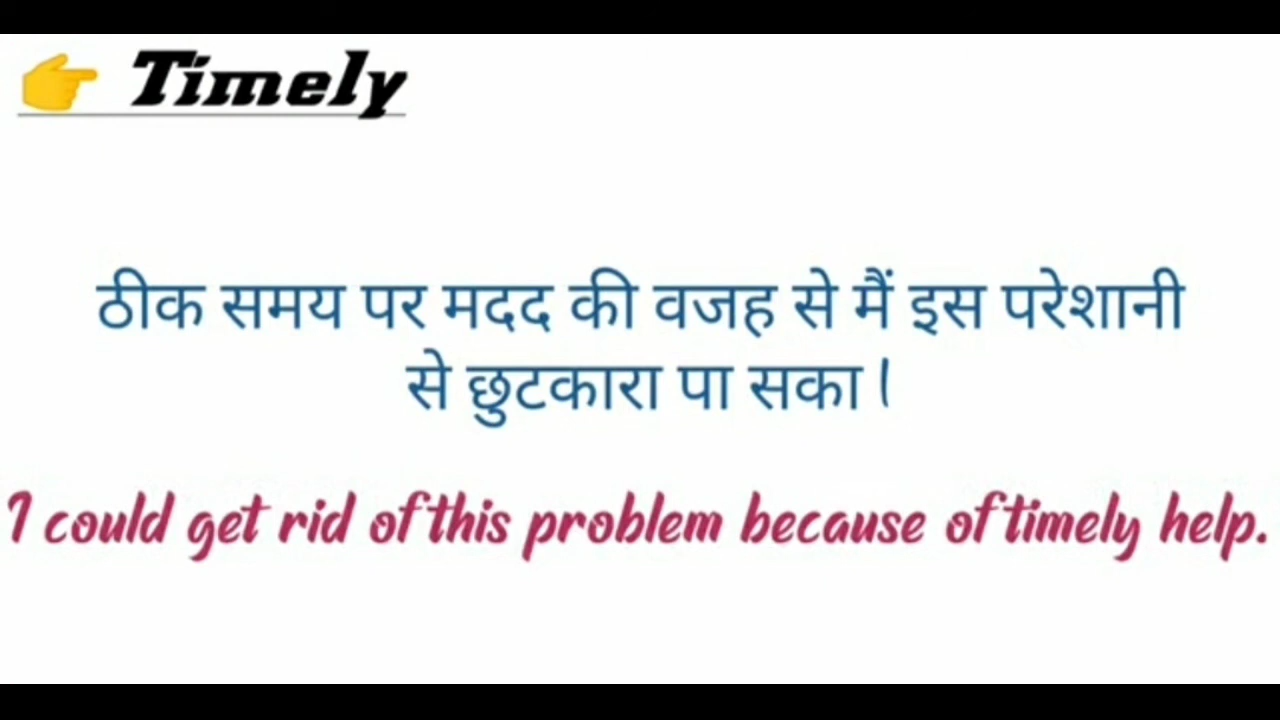 👉 Timely
ठीक समय पर मदद की वजह से मैं इस परेशानी
से छुटकारा पा सका।
I could get rid of this problem because of timely help.